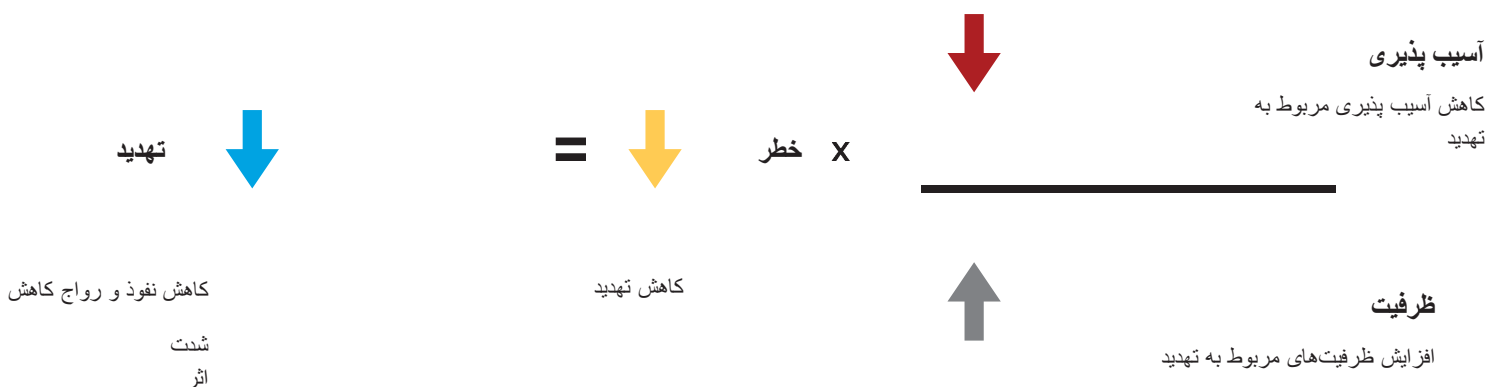 آسیب پذیری
کاهش آسیب پذیری مربوط به
تهدید
تهدید
=
خطر x
کاهش نفوذ و رواج کاهش
شدت
اثر
کاهش تهدید
ظرفیت
افزایش ظرفیت‌های مربوط به تهدید